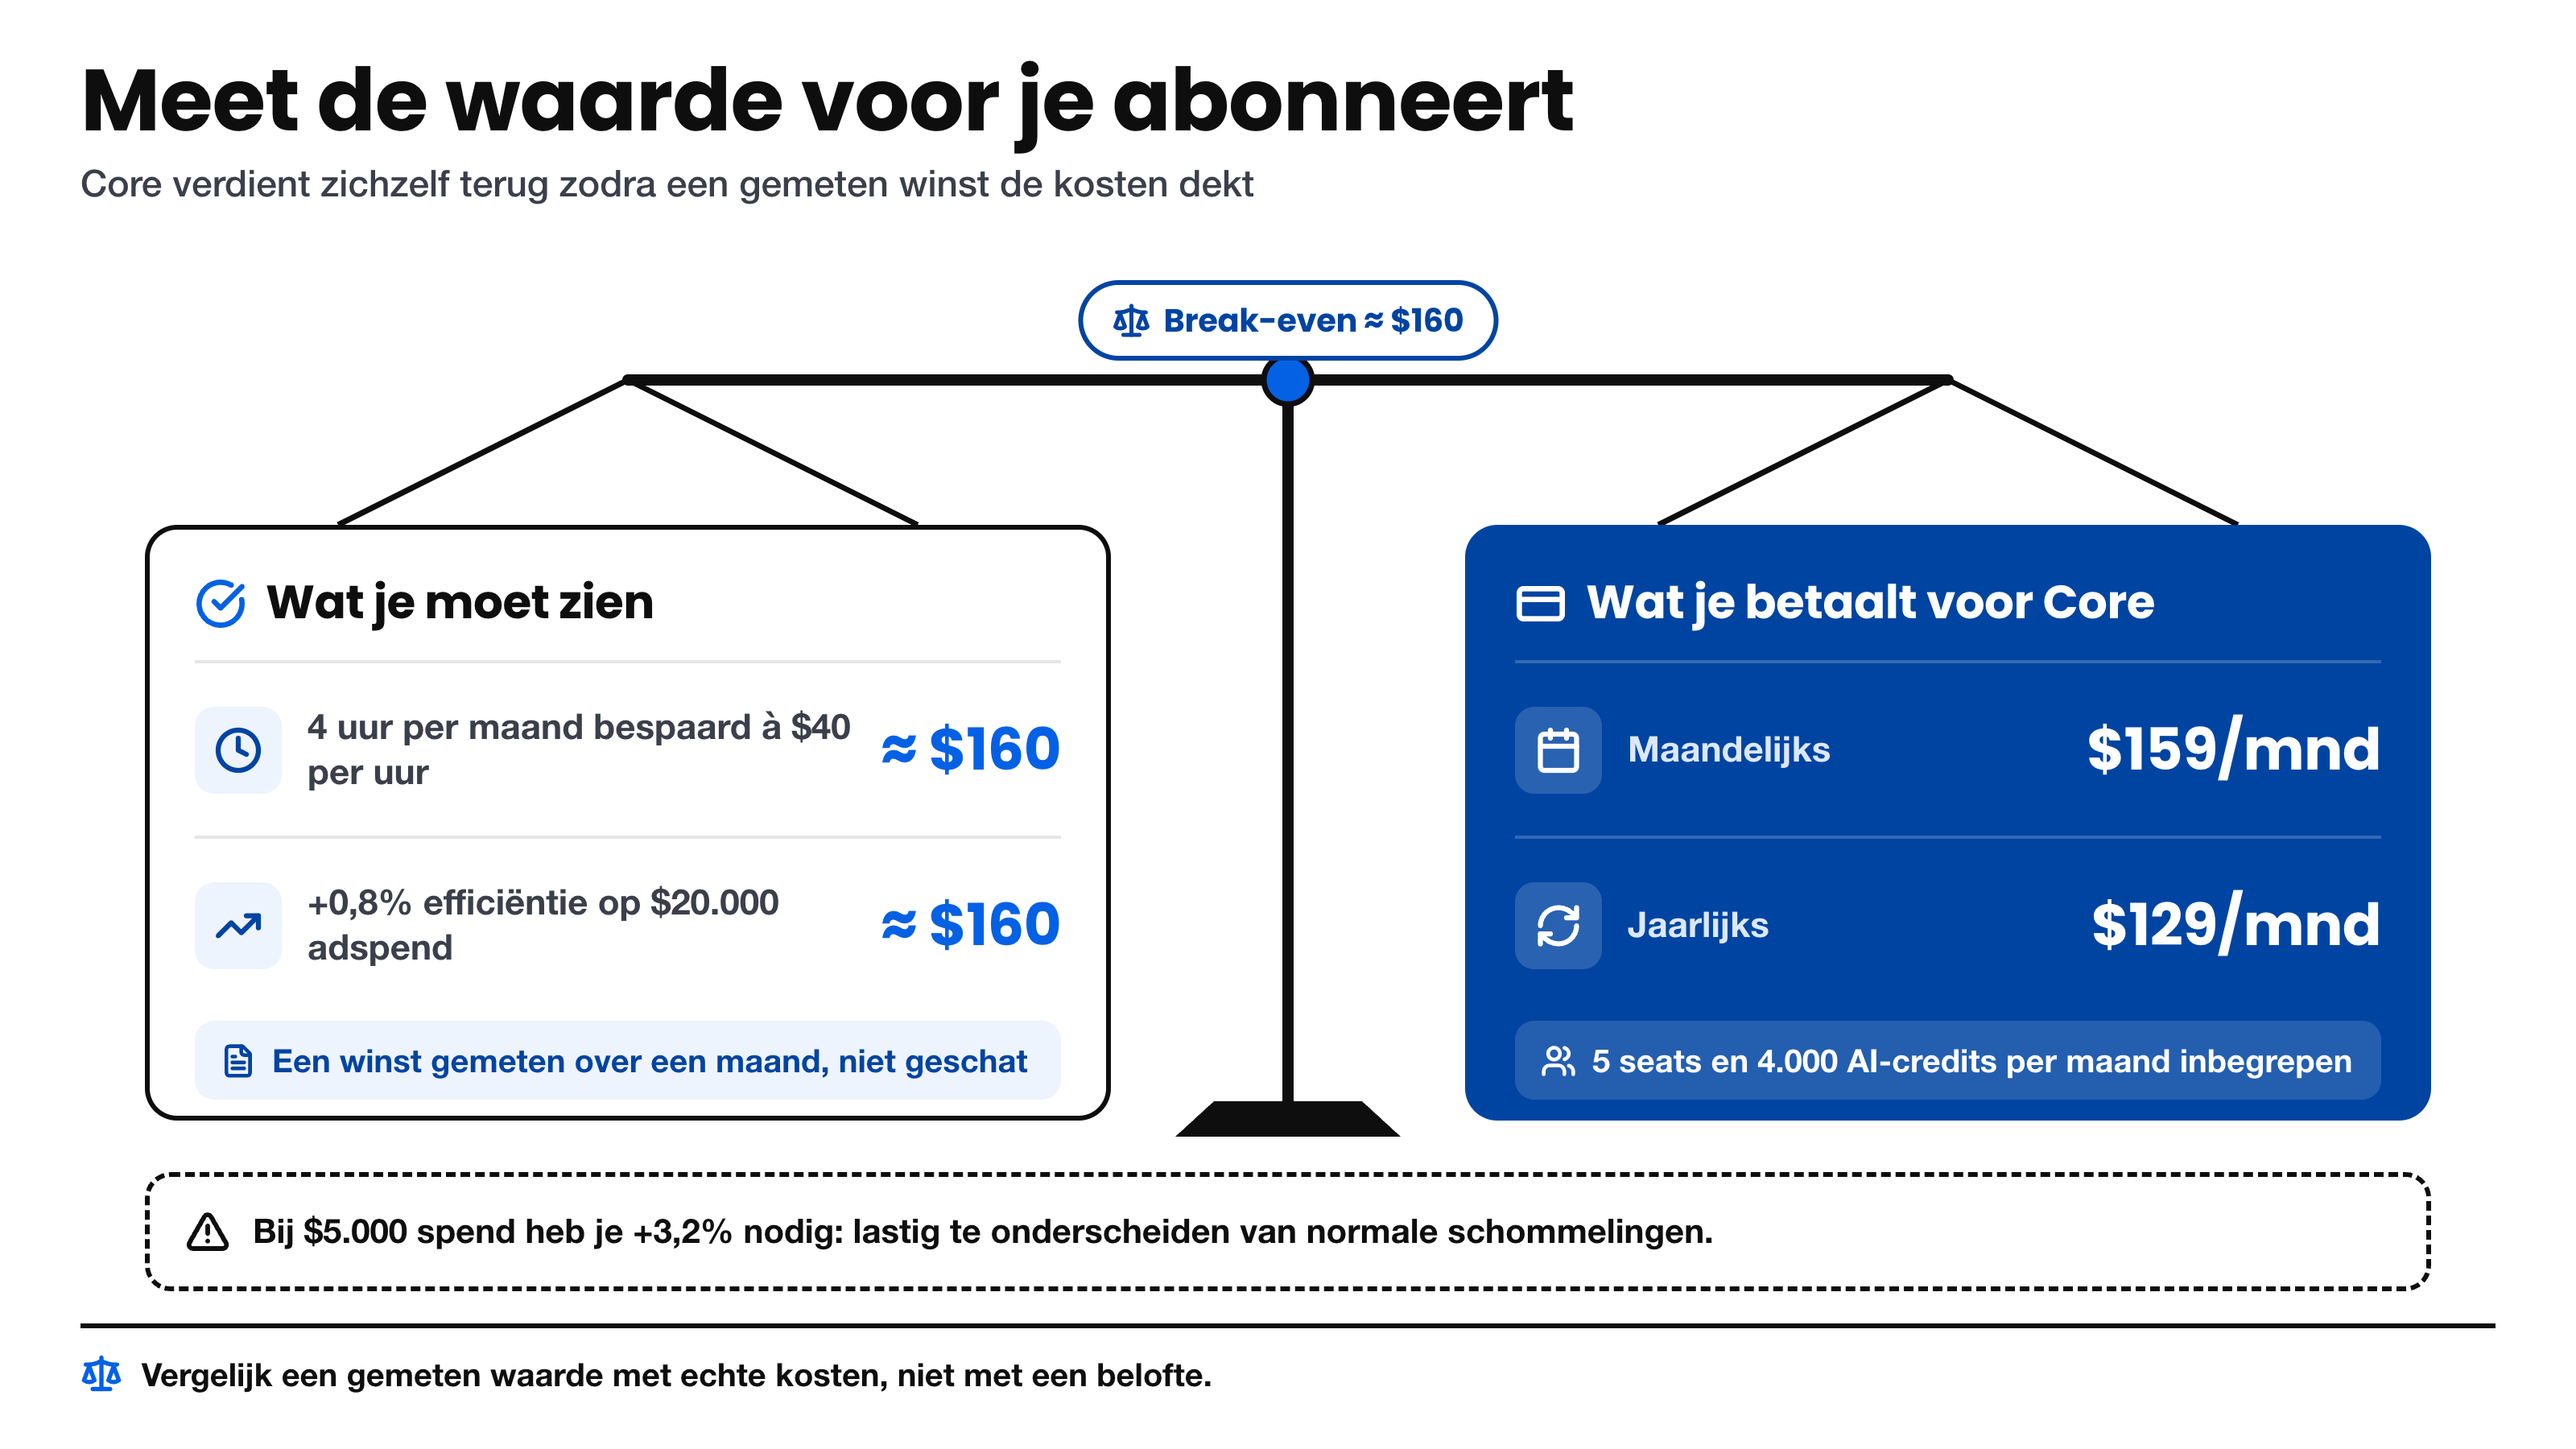 Meet de waarde voor je abonneert
Core verdient zichzelf terug zodra een gemeten winst de kosten dekt
Break-even ≈ $160
Wat je moet zien
4 uur per maand bespaard à $40
per uur
≈ $160
+0,8% efficiëntie op $20.000
adspend
≈ $160
Een winst gemeten over een maand, niet geschat
Wat je betaalt voor Core
Maandelijks
$159/mnd
Jaarlijks
$129/mnd
5 seats en 4.000 AI-credits per maand inbegrepen
Bij $5.000 spend heb je +3,2% nodig: lastig te onderscheiden van normale schommelingen.
Vergelijk een gemeten waarde met echte kosten, niet met een belofte.